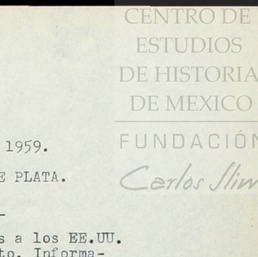 CENTRO DE
ESTUDIOS
DE HISTORIA
DE MEXICO
FUNDACIÓN
1959.
Carlos Slim
E PLATA.
s a los EE.UU.
to. Informa-